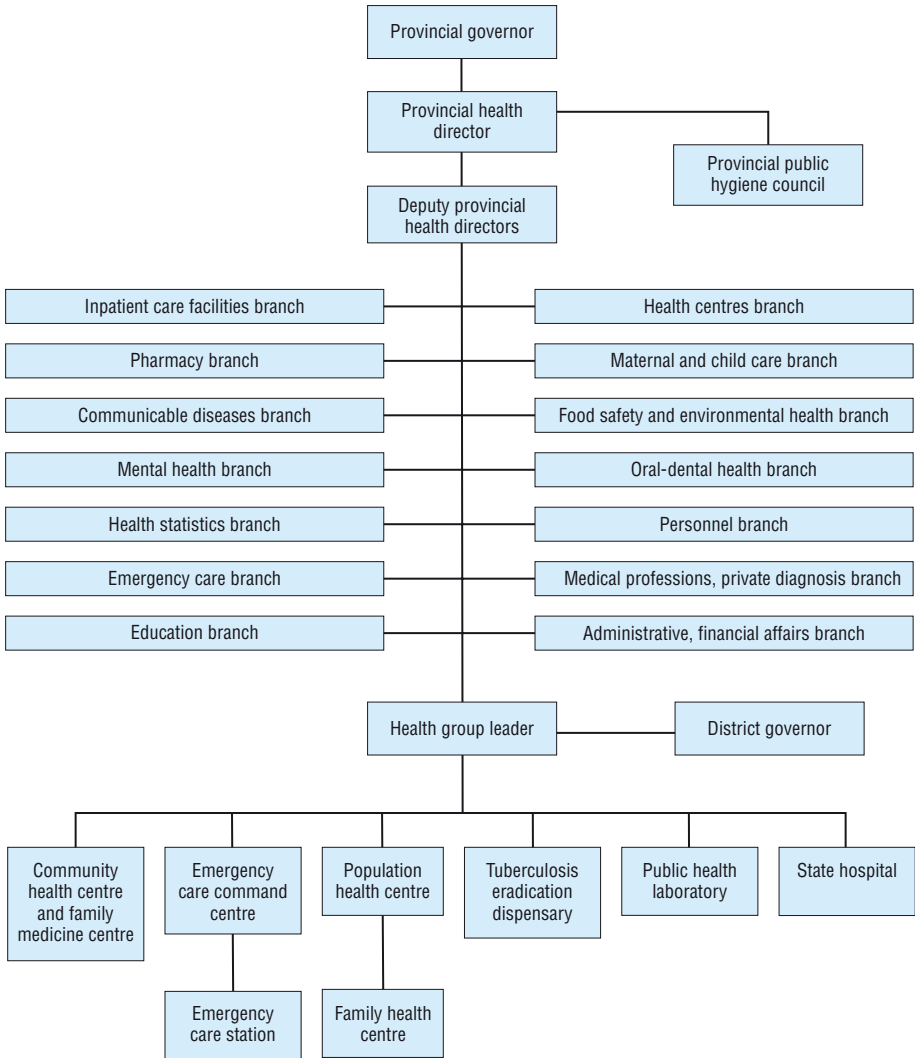 Provincial governor
Provincial health
director
Provincial public
hygiene council
Deputy provincial
health directors
Inpatient care facilities branch
Health centres branch
Pharmacy branch
Maternal and child care branch
Communicable diseases branch
Food safety and environmental health branch
Mental health branch
Oral-dental health branch
Health statistics branch
Personnel branch
Emergency care branch
Medical professions, private diagnosis branch
Education branch
Administrative, financial affairs branch
Health group leader
District governor
Community
health centre
and family
medicine centre
Emergency
care command
centre
Population
health centre
Tuberculosis
eradication
dispensary
Public health
laboratory
State hospital
Emergency
care station
Family health
centre